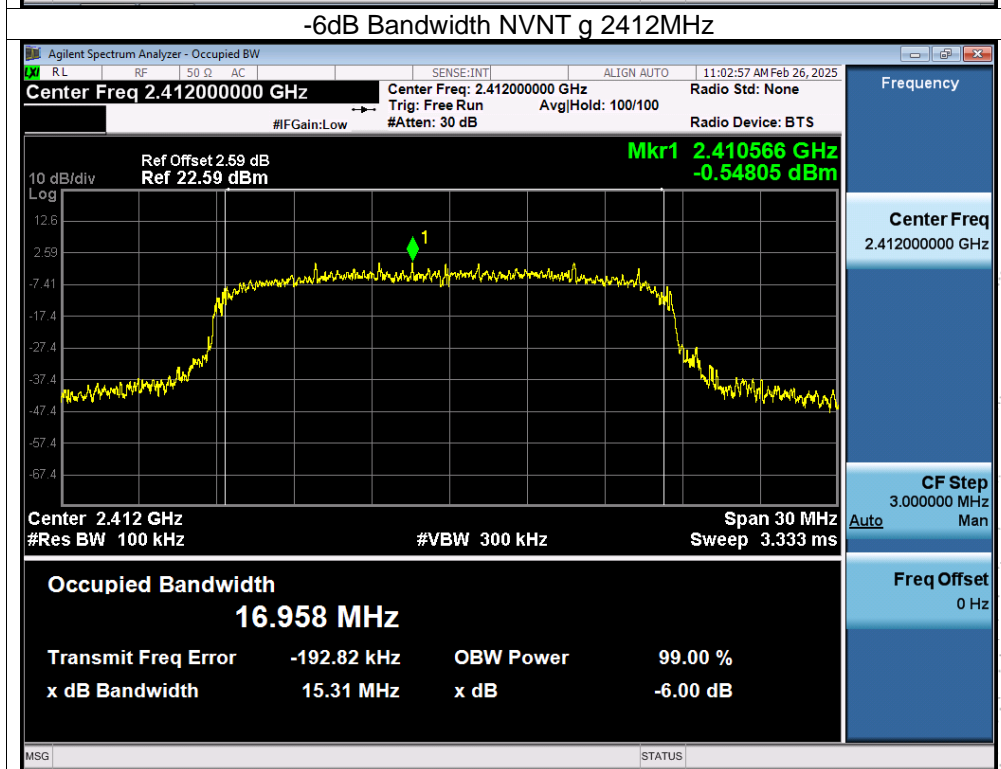 -6dB Bandwidth NVNT g 2412MHz
Agilent Spectrum Analyzer - Occupied BW
LXI RL RF 50 Ω AC SENSE:INT ALIGN AUTO 11:02:57 AM Feb 26, 2025
Center Freq 2.412000000 GHz
Center Freq: 2.412000000 GHz
Radio Std: None
Trig: Free Run Avg|Hold: 100/100
#IFGain:Low #Atten: 30 dB Radio Device: BTS
Frequency
Mkr1 2.410566 GHz
-0.54805 dBm
Ref Offset 2.59 dB
10 dB/div Ref 22.59 dBm
Log
12.6
2.59
-7.41
-17.4
-27.4
-37.4
-47.4
-57.4
-67.4
1
Center 2.412 GHz Span 30 MHz
#Res BW 100 kHz #VBW 300 kHz Sweep 3.333 ms
Center Freq
2.412000000 GHz
CF Step
3.000000 MHz
Auto Man
Freq Offset
0 Hz
Occupied Bandwidth
16.958 MHz
Transmit Freq Error -192.82 kHz OBW Power 99.00 %
x dB Bandwidth 15.31 MHz x dB -6.00 dB
MSG STATUS